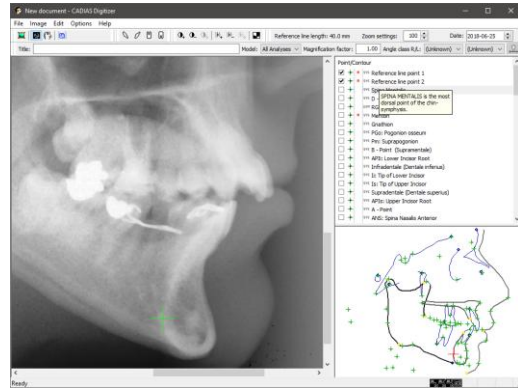 New document - CADIAS Digitizer
File Image Edit Options Help
Reference line length: 40.0 mm Zoom settings: 100 Date: 2018-06-25
Title: Model: All Analyses Magnification factor: 1.00 Angle class R/L: (Unknown) (Unknown)
Point/Contour
Reference line point 1
Reference line point 2
Spina Mentalis
SPINA MENTALIS is the most
dorsal point of the chin-
symphysis.
D -
Menton
Gnathion
PGo: Pogonion osseum
Pm: Suprapogonion
B - Point (Supramentale)
APIi: Lower Incisor Root
Infradentale (Dentale inferius)
Ii: Tip of Lower Incisor
Is: Tip of Upper Incisor
Supradentale (Dentale superius)
APIs: Upper Incisor Root
A - Point
ANS: Spina Nasalis Anterior
Ready